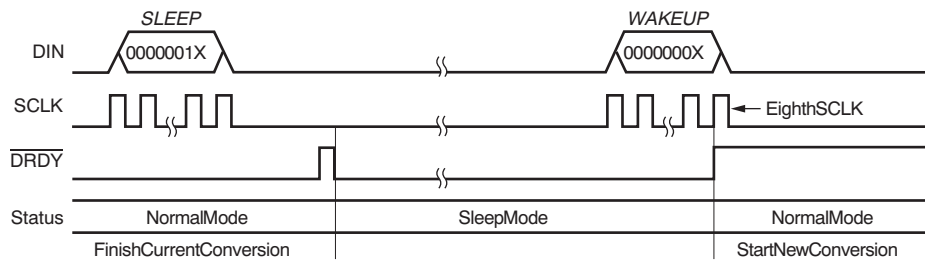 SLEEP WAKEUP
DIN 0000001X 0000000X
SCLK EighthSCLK
DRDY
Status NormalMode SleepMode NormalMode
FinishCurrentConversion StartNewConversion